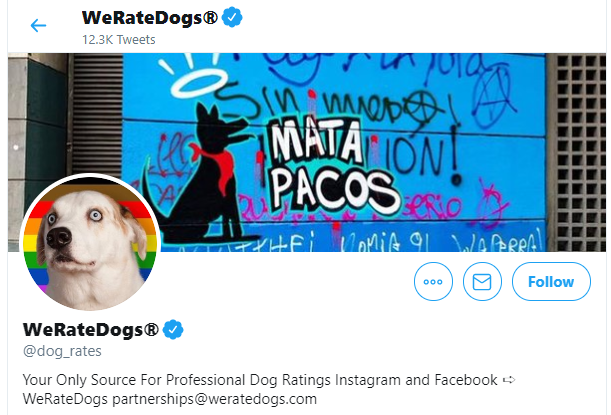 WeRateDogs®
12.3K Tweets
Sin miedo!
MATA
ION!
PACOS
serio
WeRateDogs®
@dog_rates
Follow
Your Only Source For Professional Dog Ratings Instagram and Facebook ➪
WeRateDogs partnerships@weratedogs.com